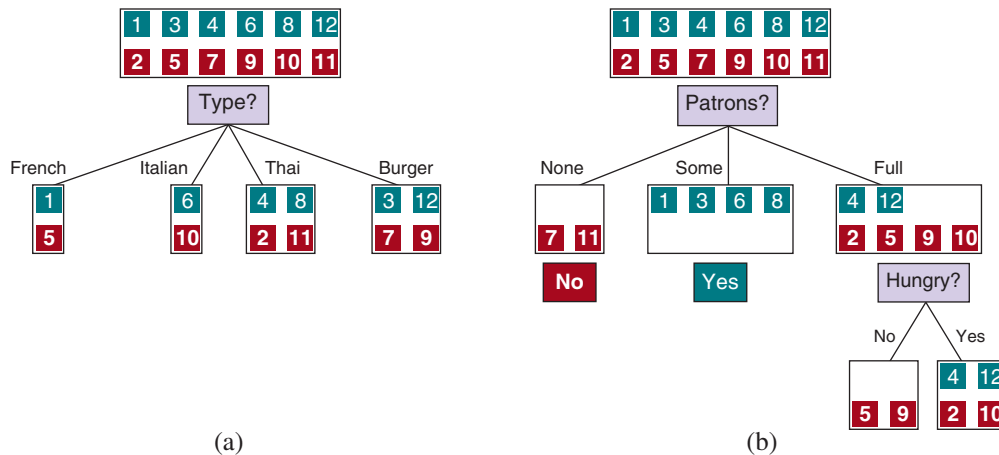 1 3 4 6 8 12
2 5 7 9 10 11
Type?
French Italian Thai Burger
1 6 4 8 3 12
5 10 2 11 7 9
(a)
1 3 4 6 8 12
2 5 7 9 10 11
Patrons?
None Some Full
1 3 6 8 4 12
7 11 2 5 9 10
No Yes Hungry?
No Yes
4 12
5 9 2 10
(b)